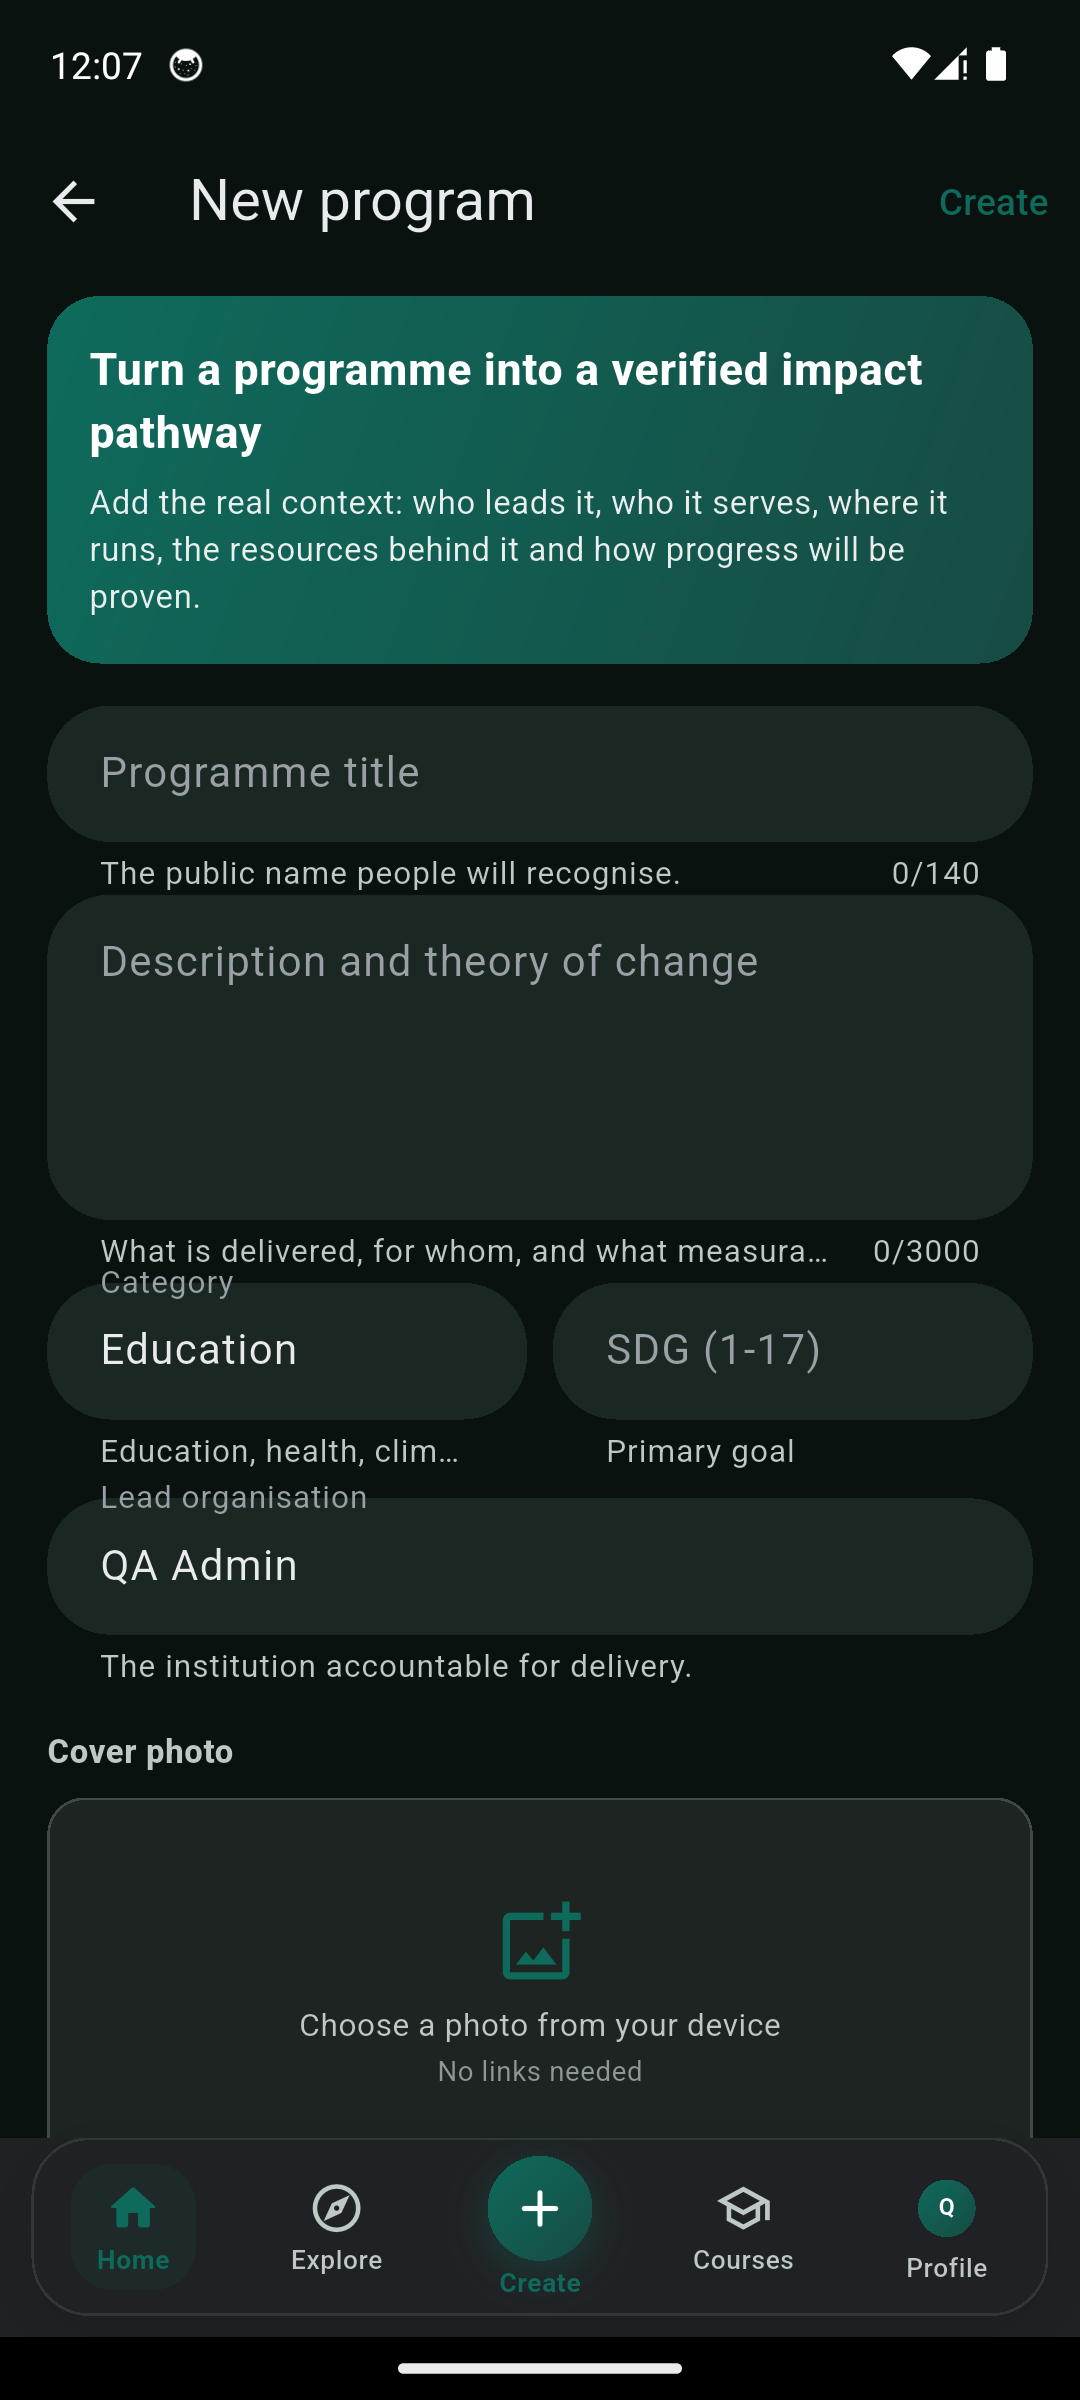 12:07
New program
Create
Turn a programme into a verified impact
pathway
Add the real context: who leads it, who it serves, where it
runs, the resources behind it and how progress will be
proven.
Programme title
The public name people will recognise. 0/140
Description and theory of change
What is delivered, for whom, and what measura… 0/3000
Category
Education
SDG (1-17)
Education, health, clim…
Primary goal
Lead organisation
QA Admin
The institution accountable for delivery.
Cover photo
Choose a photo from your device
No links needed
Home
Explore
Create
Courses
Q
Profile